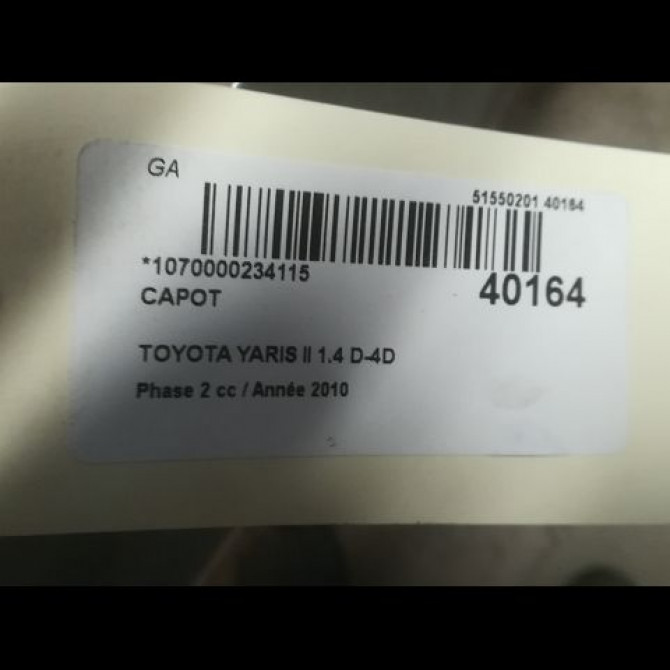 GA
51550201 40164
*1070000234115
40164
CAPOT
TOYOTA YARIS II 1.4 D-4D
Phase 2 cc / Année 2010